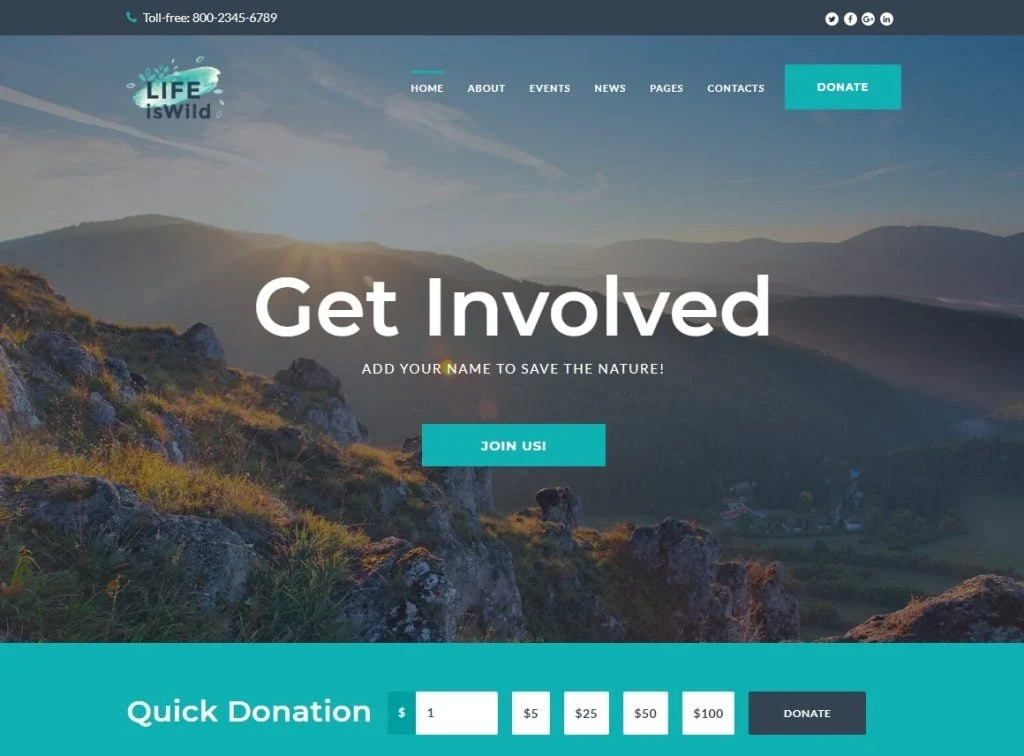 Toll-free: 800-2345-6789
LIFE
isWild
HOME ABOUT EVENTS NEWS PAGES CONTACTS DONATE
Get Involved
ADD YOUR NAME TO SAVE THE NATURE!
JOIN US!
Quick Donation $ 1 $5 $25 $50 $100 DONATE